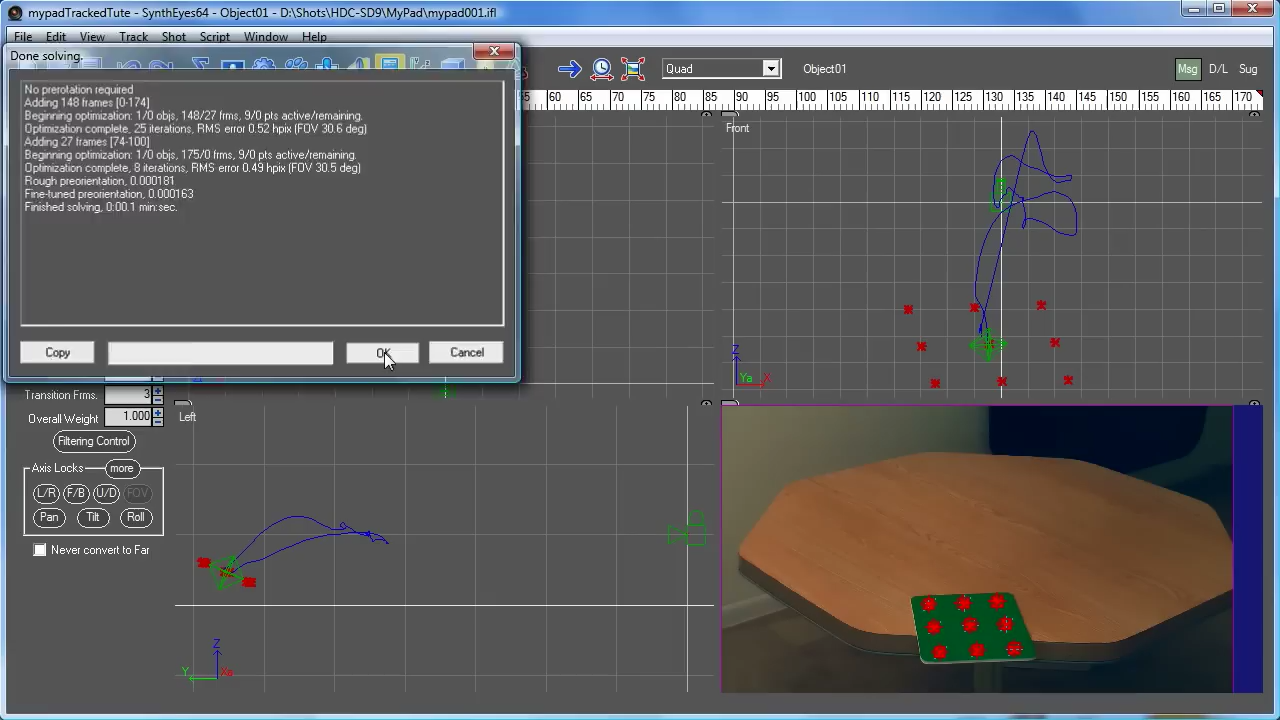 mypadTrackedTute - SynthEyes64 - Object01 - D:\Shots\HDC-SD9\MyPad\mypad001.ifl
File Edit View Track Shot Script Window Help
Done solving.
Quad
Object01
Msg
D/L
Sug
No prerotation required
Adding 148 frames [0-174]
Beginning optimization: 1/0 objs, 148/27 frms, 9/0 pts active/remaining.
Optimization complete, 25 iterations, RMS error 0.52 hpix (FOV 30.6 deg)
Adding 27 frames [74-100]
Beginning optimization: 1/0 objs, 175/0 frms, 9/0 pts active/remaining.
Optimization complete, 8 iterations, RMS error 0.49 hpix (FOV 30.5 deg)
Rough preorientation, 0.000181
Fine-tuned preorientation, 0.000163
Finished solving, 0:00.1 min:sec.
55 60 65 70 75 80 85 90 95 100 105 110 115 120 125 130 135 140 145 150 155 160 165 170 175
Front
Z
Ya
X
Copy
OK
Cancel
Transition Frms. 3
Overall Weight 1.000
Filtering Control
Axis Locks more
L/R F/B U/D FOV
Pan Tilt Roll
Never convert to Far
Left
Z
Y
Xa